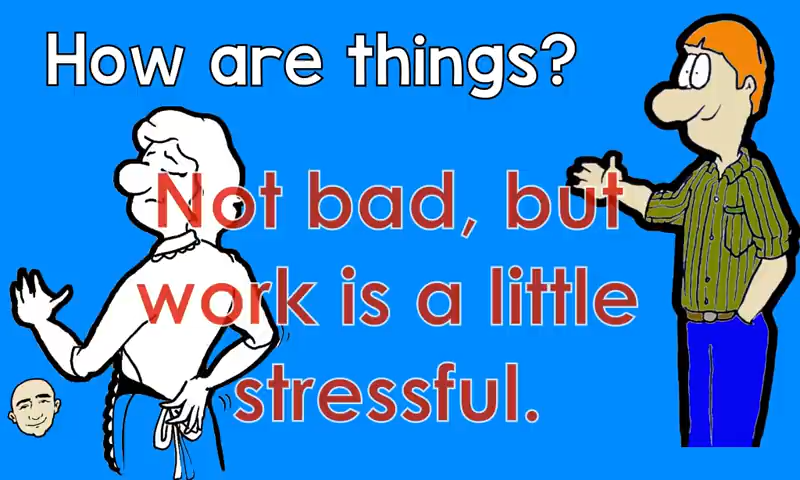 How are things?
Not bad, but
work is a little
stressful.